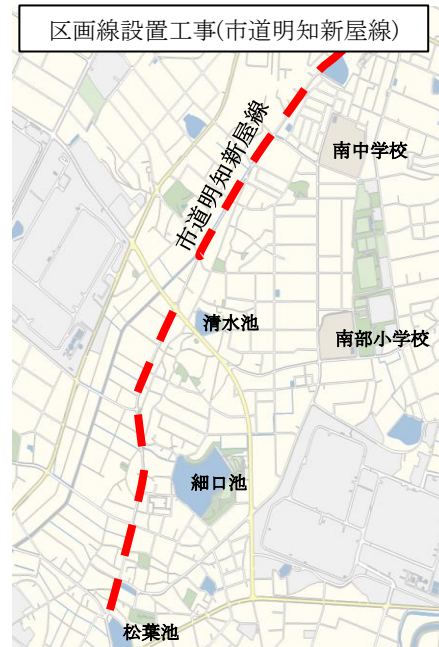 区画線設置工事(市道明知新屋線)
市道明知新屋線
南中学校
清水池
南部小学校
細口池
松葉池